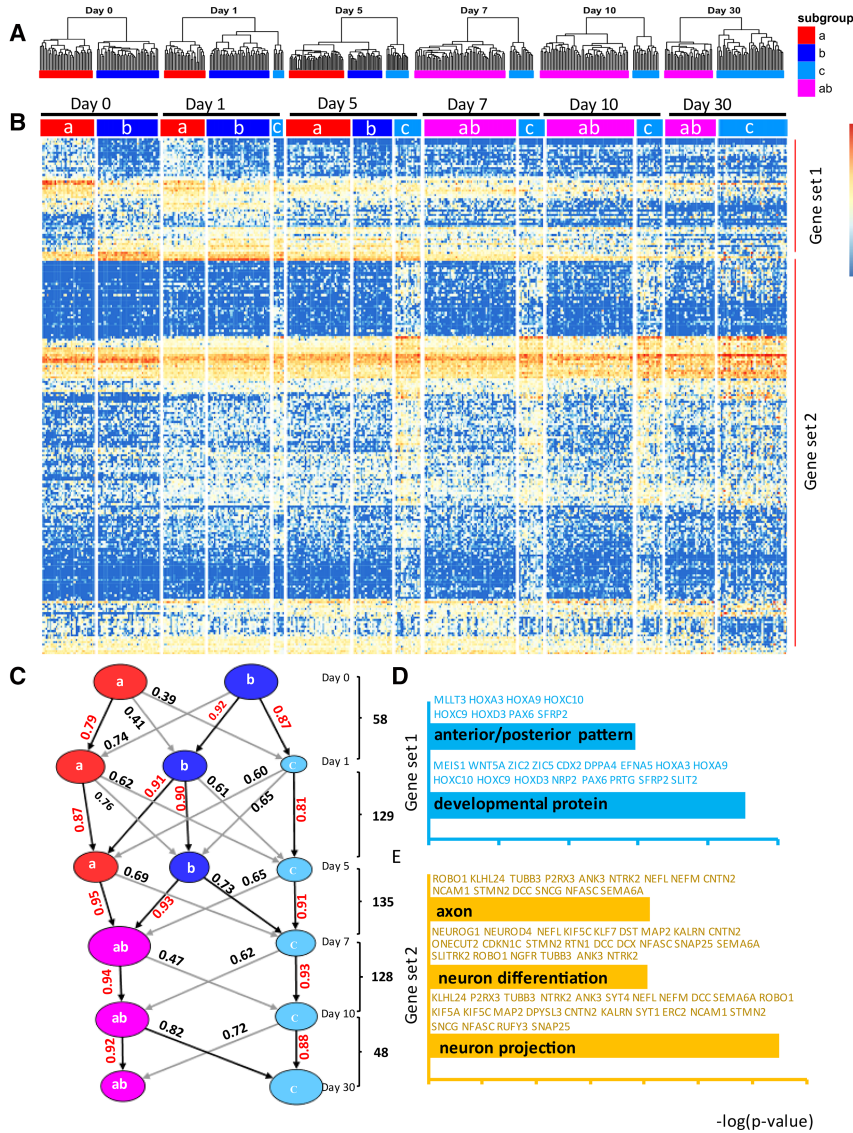 A
Day 0 Day 1 Day 5 Day 7 Day 10 Day 30
subgroup
a
b
c
ab
B
Day 0 Day 1 Day 5 Day 7 Day 10 Day 30
a b a b c a b c ab c ab c ab c
Gene set 1
Gene set 2
C
a b Day 0
0.79 0.41 0.39 0.74 0.92 0.87 58
a b c Day 1
0.87 0.62 0.76 0.91 0.90 0.61 0.60 0.65 0.81 129
a b c Day 5
0.95 0.69 0.93 0.73 0.65 0.91 135
ab c Day 7
0.94 0.47 0.62 0.93 128
ab c Day 10
0.92 0.82 0.72 0.88 48
ab c Day 30
D
Gene set 1
MLLT3 HOXA3 HOXA9 HOXC10
HOXC9 HOXD3 PAX6 SFRP2
anterior/posterior pattern
MEIS1 WNT5A ZIC2 ZIC5 CDX2 DPPA4 EFNA5 HOXA3 HOXA9
HOXC10 HOXC9 HOXD3 NRP2 PAX6 PRTG SFRP2 SLIT2
developmental protein
E
Gene set 2
ROBO1 KLHL24 TUBB3 P2RX3 ANK3 NTRK2 NEFL NEFM CNTN2
NCAM1 STMN2 DCC SNCG NFASC SEMA6A
axon
NEUROG1 NEUROD4 NEFL KIF5C KLF7 DST MAP2 KALRN CNTN2
ONECUT2 CDKN1C STMN2 RTN1 DCC DCX NFASC SNAP25 SEMA6A
SLITRK2 ROBO1 NGFR TUBB3 ANK3 NTRK2
neuron differentiation
KLHL24 P2RX3 TUBB3 NTRK2 ANK3 SYT4 NEFL NEFM DCC SEMA6A ROBO1
KIF5A KIF5C MAP2 DPYSL3 CNTN2 KALRN SYT1 ERC2 NCAM1 STMN2
SNCG NFASC RUFY3 SNAP25
neuron projection
-log(p-value)